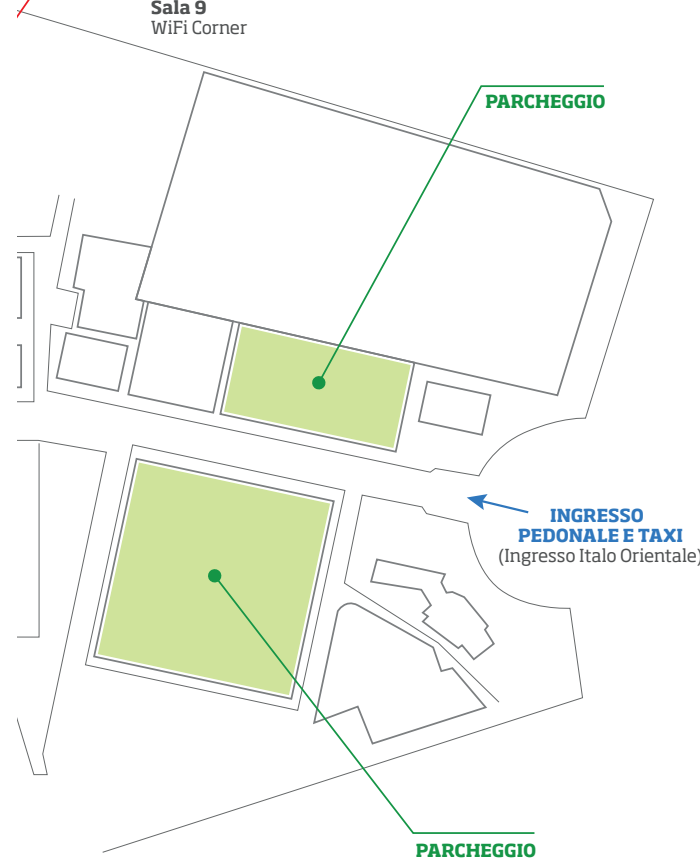 Sala 9
WiFi Corner
PARCHEGGIO
INGRESSO
PEDONALE E TAXI
(Ingresso Italo Orientale)
PARCHEGGIO